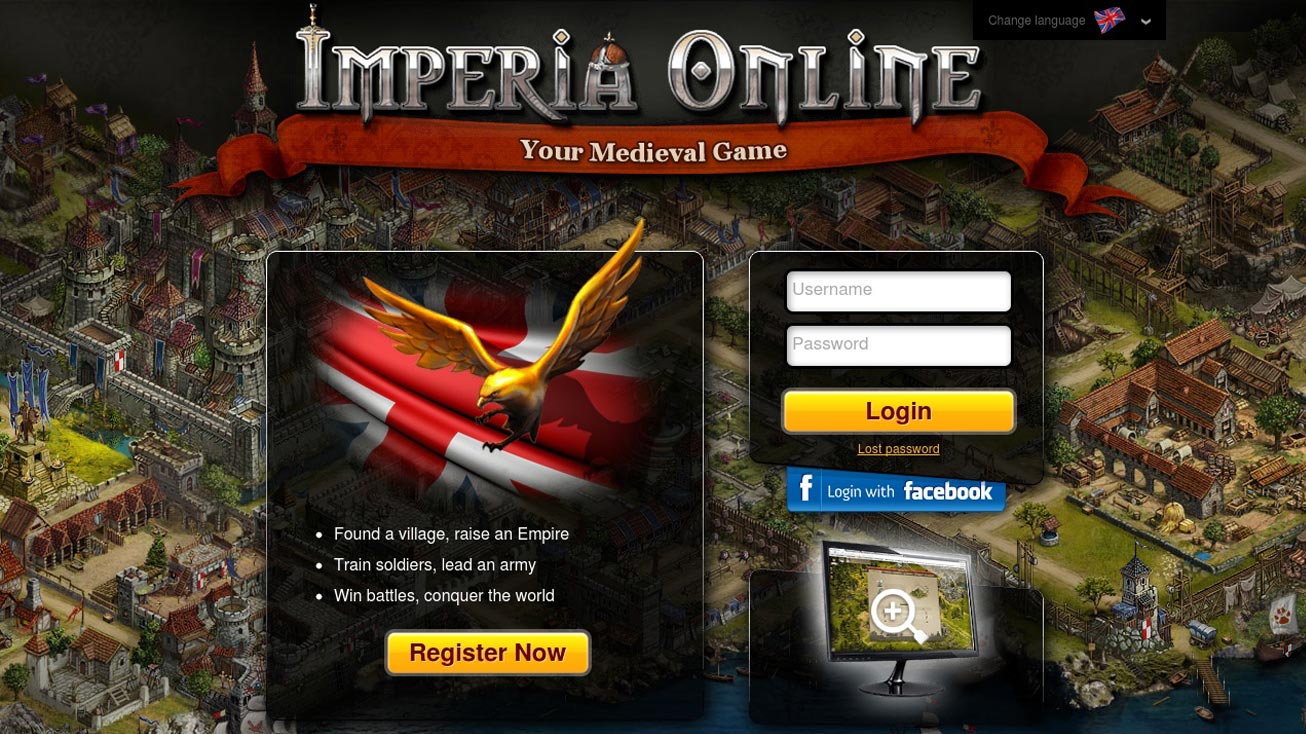 Change language
IMPERIA ONLINE
Your Medieval Game
Username
Password
Login
Lost password
f Login with facebook
Found a village, raise an Empire
Train soldiers, lead an army
Win battles, conquer the world
Register Now